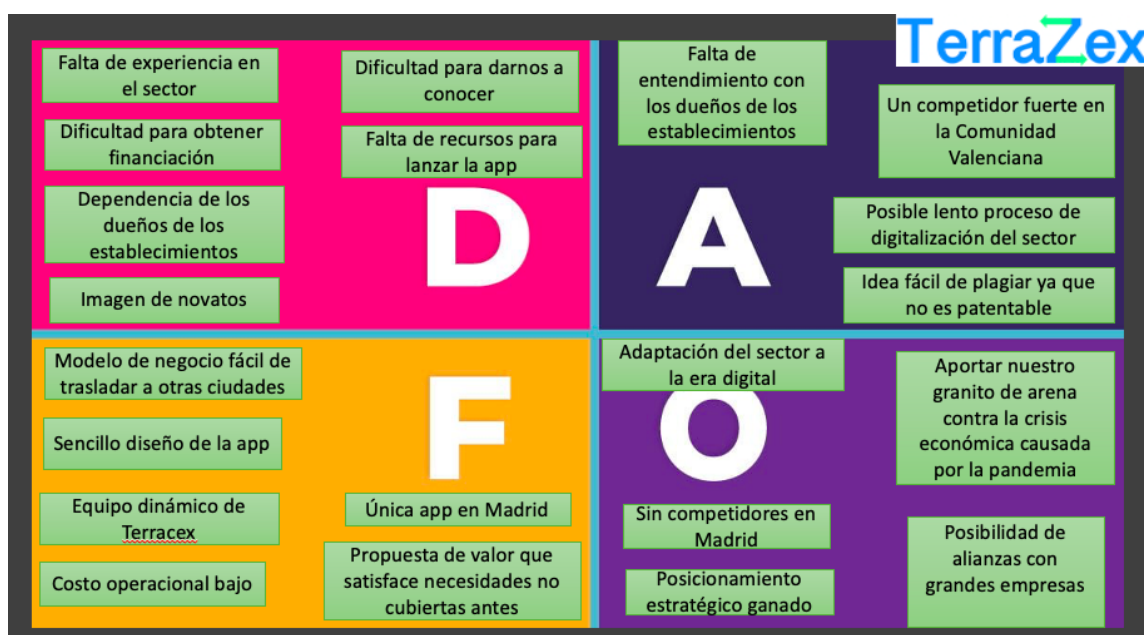 TerraZex
Falta de experiencia en
el sector
Dificultad para darnos a
conocer
Dificultad para obtener
financiación
Falta de recursos para
lanzar la app
Dependencia de los
dueños de los
establecimientos
Imagen de novatos
D
Falta de
entendimiento con
los dueños de los
establecimientos
Un competidor fuerte en
la Comunidad
Valenciana
Posible lento proceso de
digitalización del sector
Idea fácil de plagiar ya que
no es patentable
A
Modelo de negocio fácil de
trasladar a otras ciudades
Sencillo diseño de la app
Equipo dinámico de
Terracex
Costo operacional bajo
F
Única app en Madrid
Propuesta de valor que
satisface necesidades no
cubiertas antes
Adaptación del sector a
la era digital
O
Aportar nuestro
granito de arena
contra la crisis
económica causada
por la pandemia
Sin competidores en
Madrid
Posicionamiento
estratégico ganado
Posibilidad de
alianzas con
grandes empresas